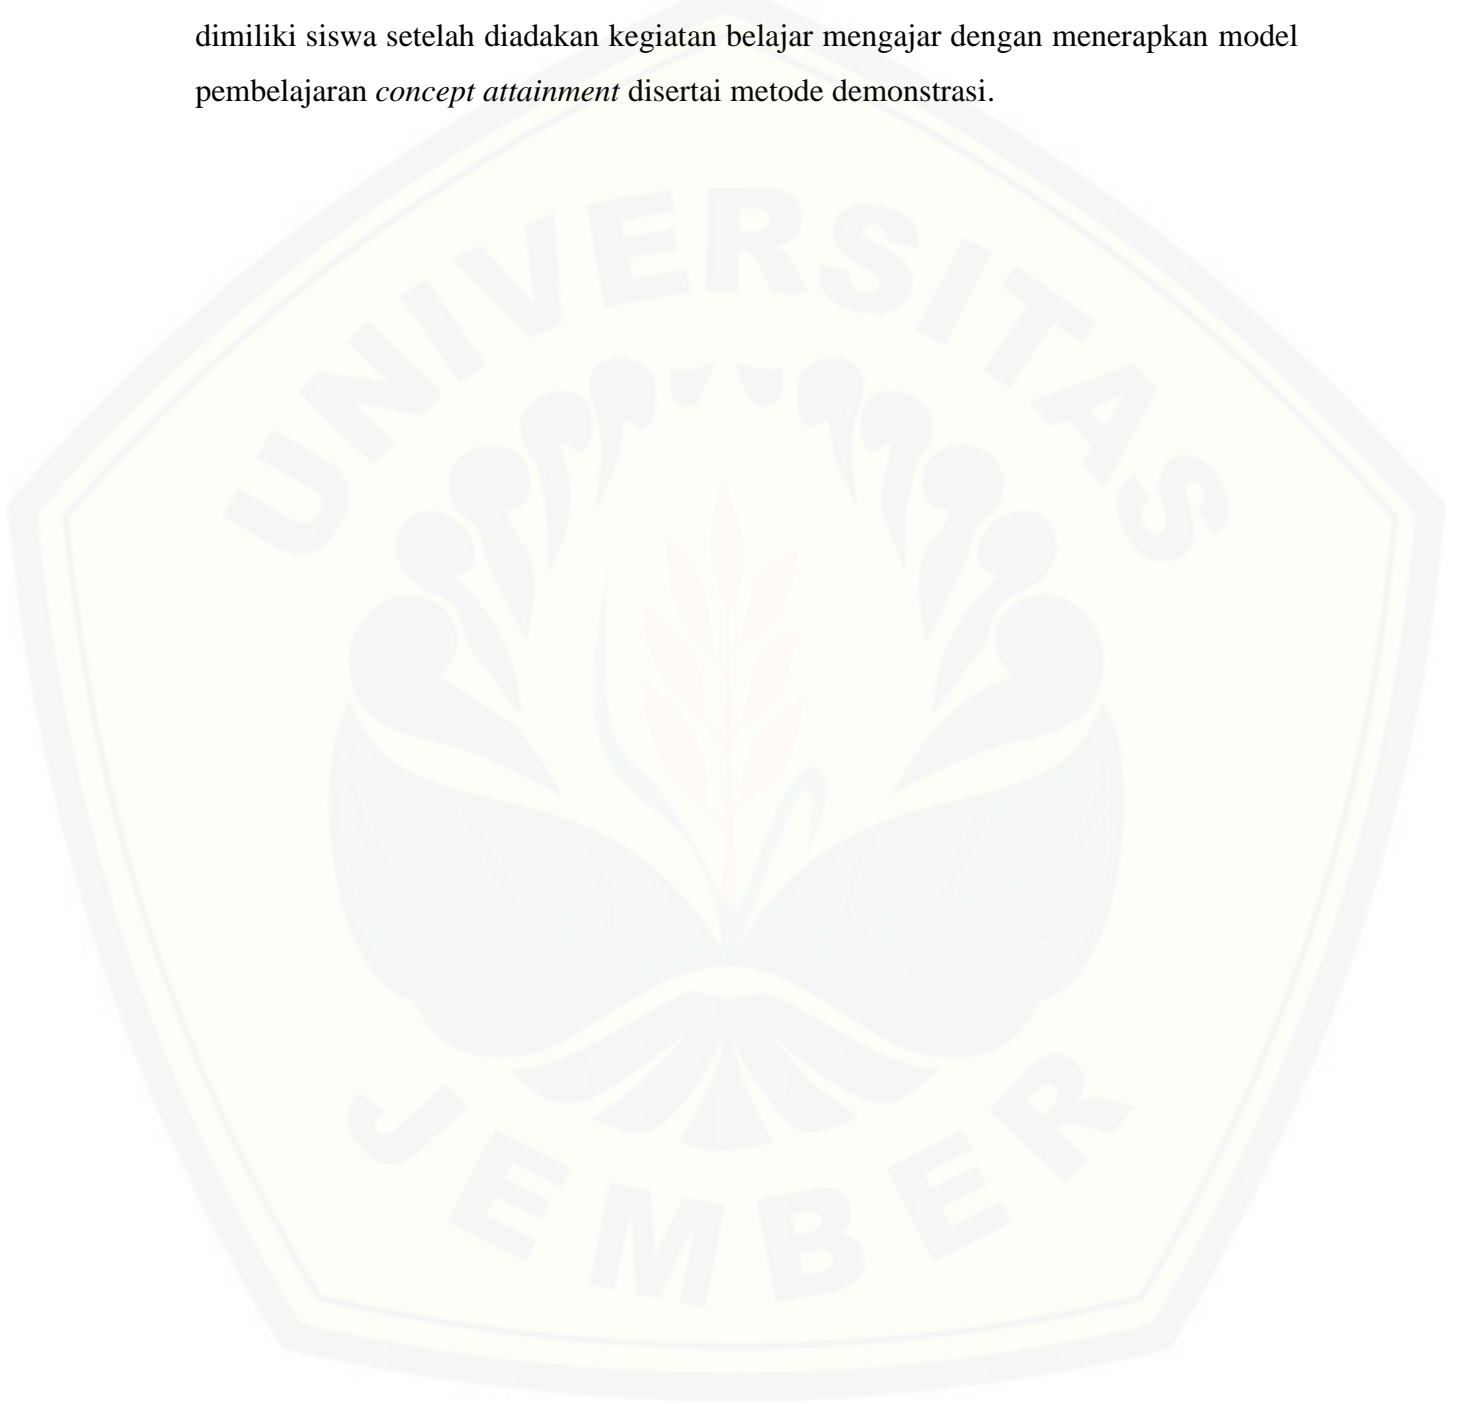 dimiliki siswa setelah diadakan kegiatan belajar mengajar dengan menerapkan model
pembelajaran concept attainment disertai metode demonstrasi.
UNIVERSITAS
JEMBER